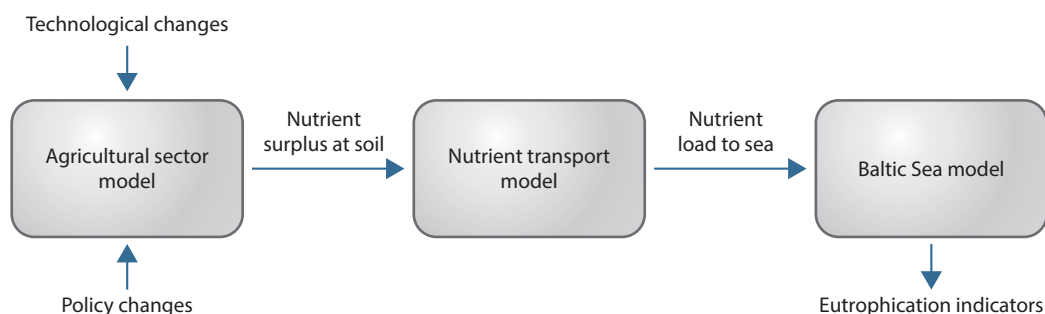 Technological changes
Agricultural sector
model
Nutrient
surplus at soil
Nutrient transport
model
Nutrient
load to sea
Baltic Sea model
Policy changes
Eutrophication indicators